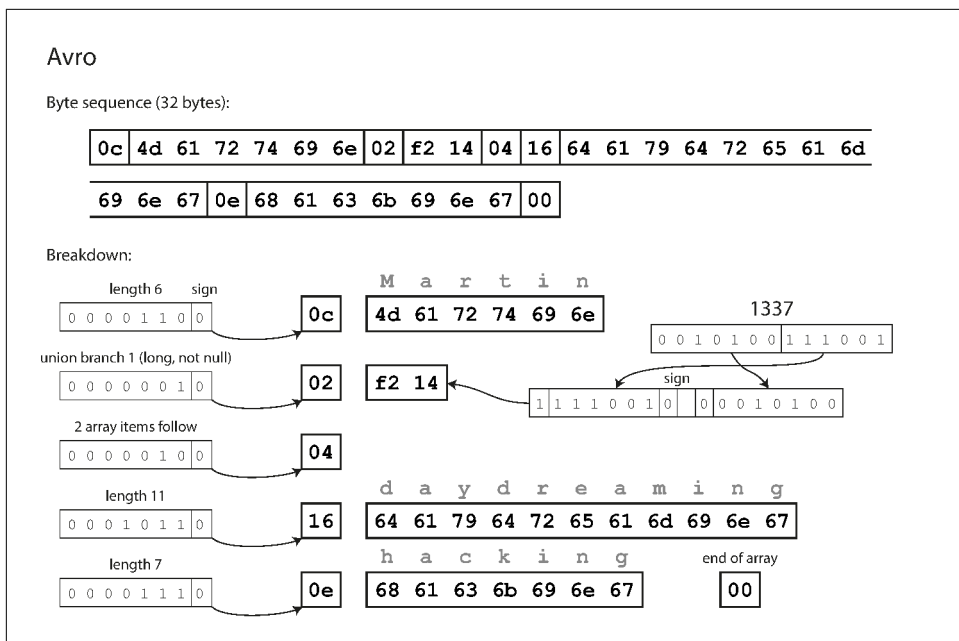 Avro
Byte sequence (32 bytes):
0c 4d 61 72 74 69 6e 02 f2 14 04 16 64 61 79 64 72 65 61 6d
69 6e 67 0e 68 61 63 6b 69 6e 67 00
Breakdown:
length 6 sign
M a r t i n
0 0 0 0 1 1 0 0
0c 4d 61 72 74 69 6e
1337
0 0 1 0 1 0 0 1 1 1 0 0 1
union branch 1 (long, not null)
0 0 0 0 0 0 1 0
02 f2 14
sign
1 1 1 1 0 0 1 0 0 0 0 1 0 1 0 0
2 array items follow
0 0 0 0 0 1 0 0
04
length 11
d a y d r e a m i n g
0 0 0 1 0 1 1 0
16 64 61 79 64 72 65 61 6d 69 6e 67
length 7
h a c k i n g
end of array
0 0 0 0 1 1 1 0
0e 68 61 63 6b 69 6e 67 00